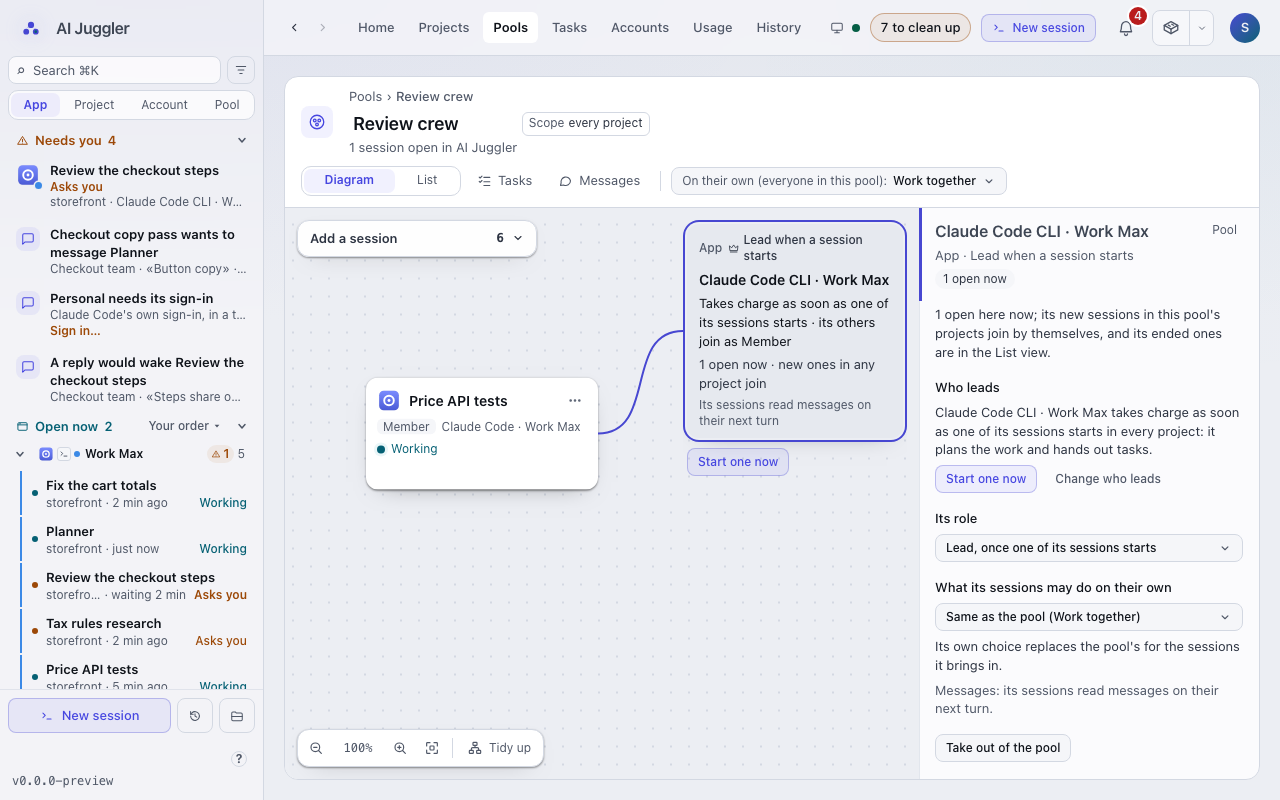 AI Juggler
Search ⌘K
App Project Account Pool
Needs you 4
Review the checkout steps
Asks you
storefront · Claude Code CLI · W...
Checkout copy pass wants to
message Planner
Checkout team · «Button copy» ·...
Personal needs its sign-in
Claude Code's own sign-in, in a t...
Sign in...
A reply would wake Review the
checkout steps
Checkout team · «Steps share o...
Open now 2 Your order
Work Max 1 5
Fix the cart totals
storefront · 2 min ago Working
Planner
storefront · just now Working
Review the checkout steps
storefro... · waiting 2 min Asks you
Tax rules research
storefront · 2 min ago Asks you
Price API tests
storefront · 5 min ago Working
New session
?
v0.0.0-preview
Home Projects Pools Tasks Accounts Usage History 7 to clean up New session 4 S
Pools › Review crew
Review crew Scope every project
1 session open in AI Juggler
Diagram List Tasks Messages On their own (everyone in this pool): Work together
Add a session 6
Price API tests
Member Claude Code · Work Max
Working
App Lead when a session
starts
Claude Code CLI · Work Max
Takes charge as soon as one of
its sessions starts · its others
join as Member
1 open now · new ones in any
project join
Its sessions read messages on
their next turn
Start one now
100% Tidy up
Claude Code CLI · Work Max Pool
App · Lead when a session starts
1 open now
1 open here now; its new sessions in this pool's
projects join by themselves, and its ended ones
are in the List view.
Who leads
Claude Code CLI · Work Max takes charge as soon
as one of its sessions starts in every project: it
plans the work and hands out tasks.
Start one now Change who leads
Its role
Lead, once one of its sessions starts
What its sessions may do on their own
Same as the pool (Work together)
Its own choice replaces the pool's for the sessions
it brings in.
Messages: its sessions read messages on their
next turn.
Take out of the pool